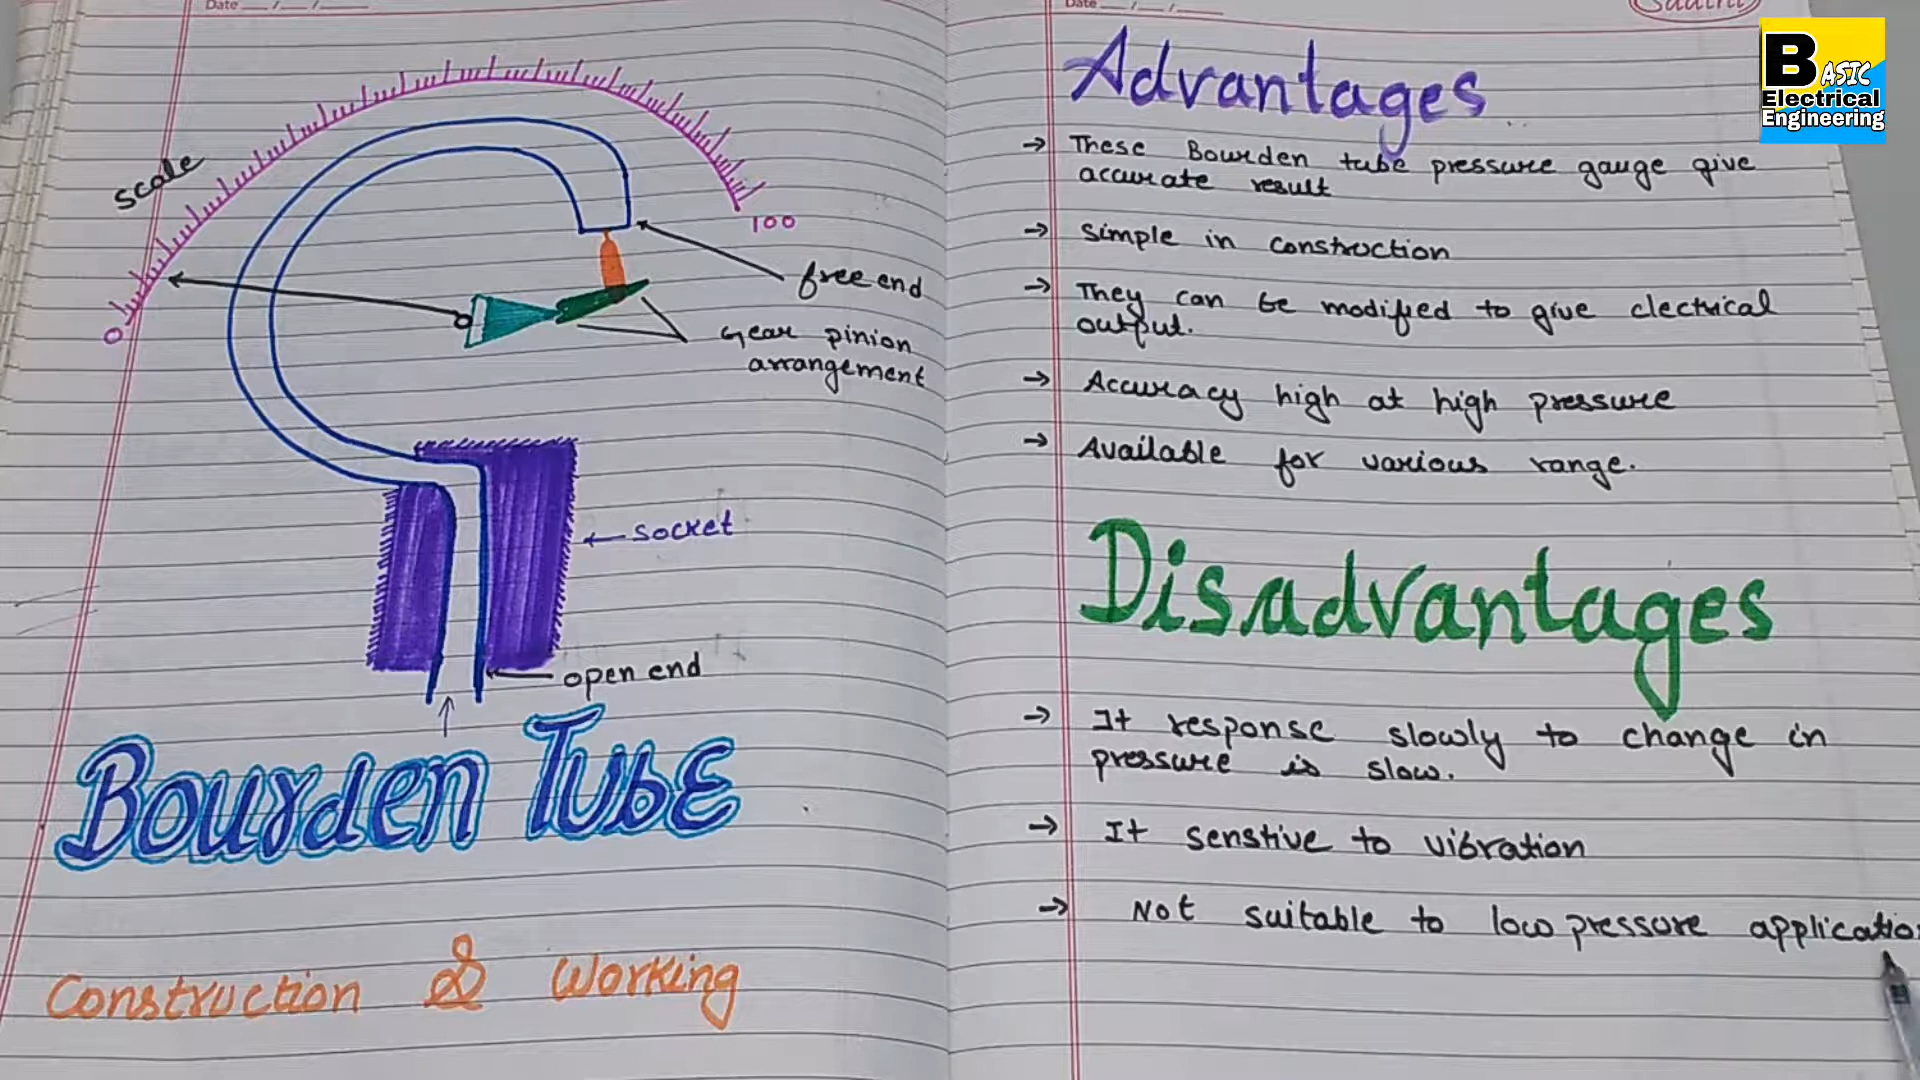 Date
scale
0
100
free end
Gear pinion
arrangement
socket
open end
Bourden Tube
Construction & Working
Date
Advantages
→ These Bourden tube pressure gauge give
accurate result
→ Simple in construction
→ They can be modified to give electrical
output.
→ Accuracy high at high pressure
→ Available for various range.
Disadvantages
→ It response slowly to change in
pressure is slow.
→ It senstive to vibration
→ Not suitable to low pressure applicatio
BASIC
Electrical
Engineering